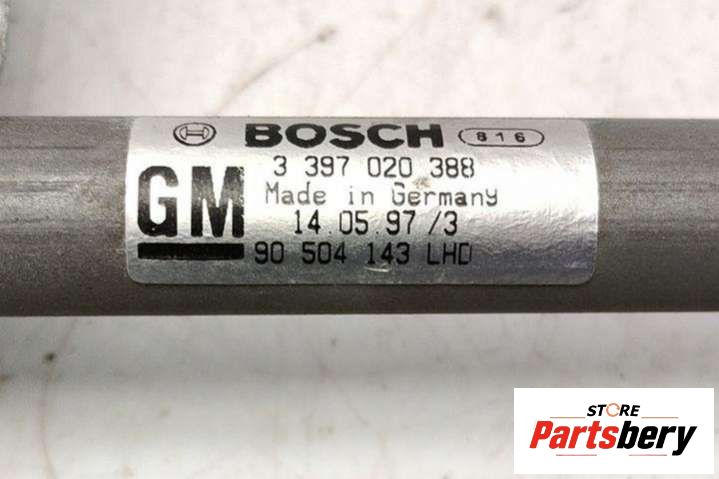 BOSCH 816
3 397 020 388
GM Made in Germany
14.05.97/3
90 504 143 LHD
STORE
Partsbery